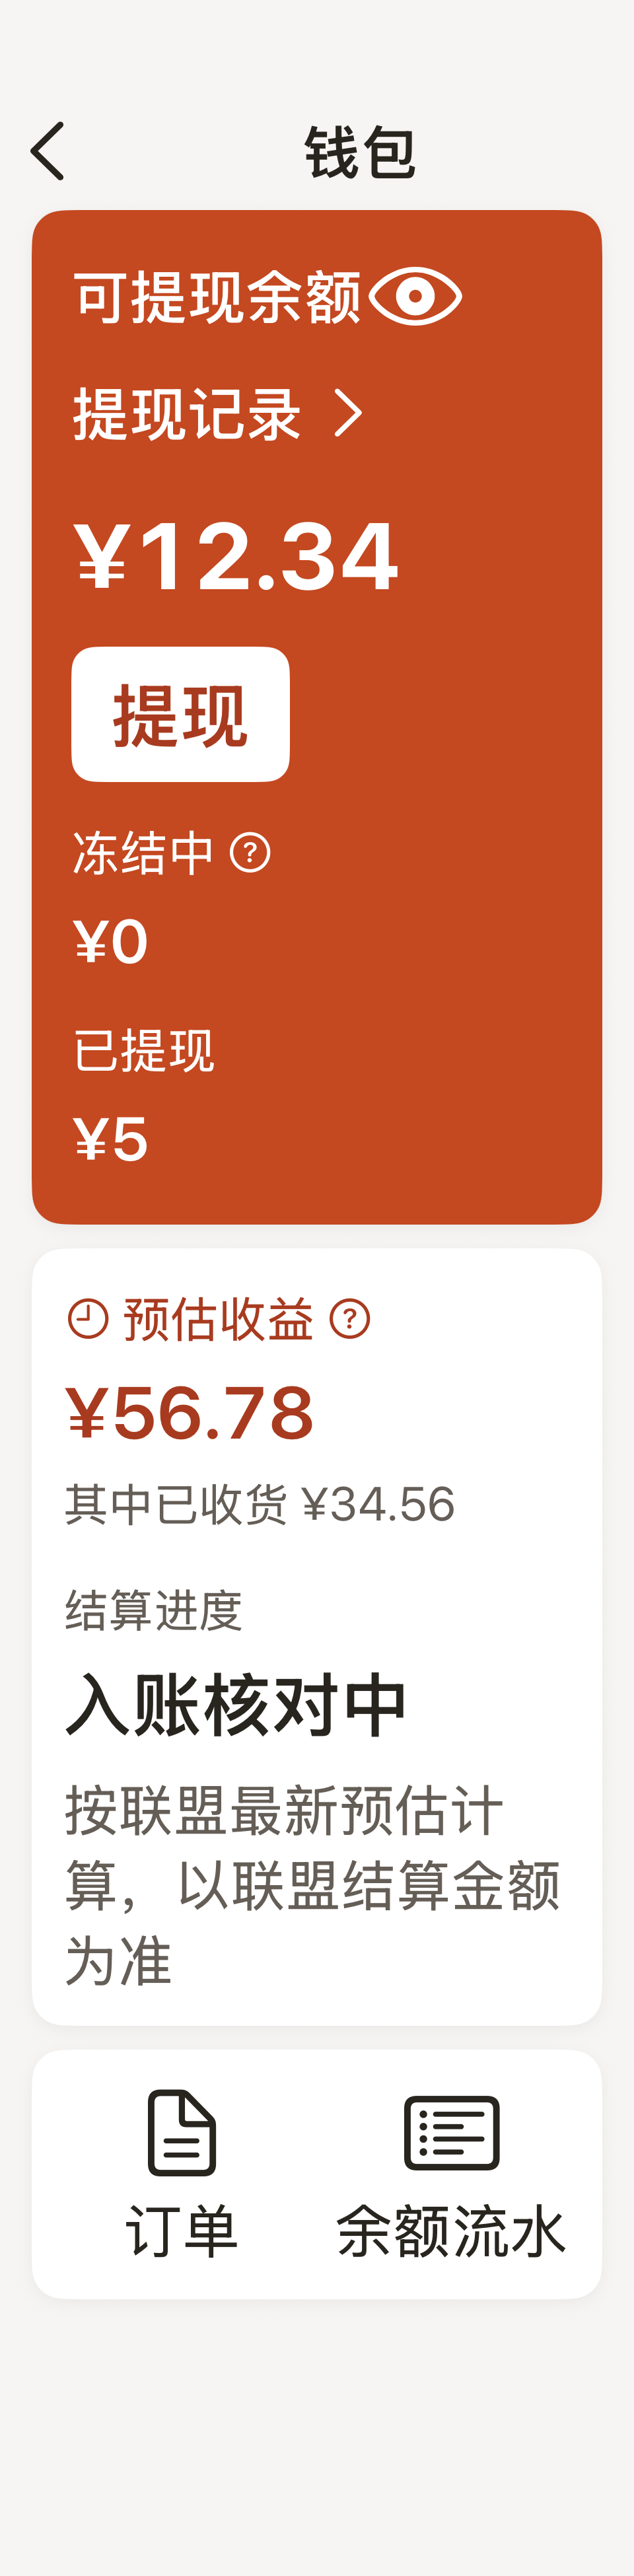 钱包
可提现余额
提现记录
¥12.34
提现
冻结中 ?
¥0
已提现
¥5
预估收益 ?
¥56.78
其中已收货 ¥34.56
结算进度
入账核对中
按联盟最新预估计
算，以联盟结算金额
为准
订单
余额流水